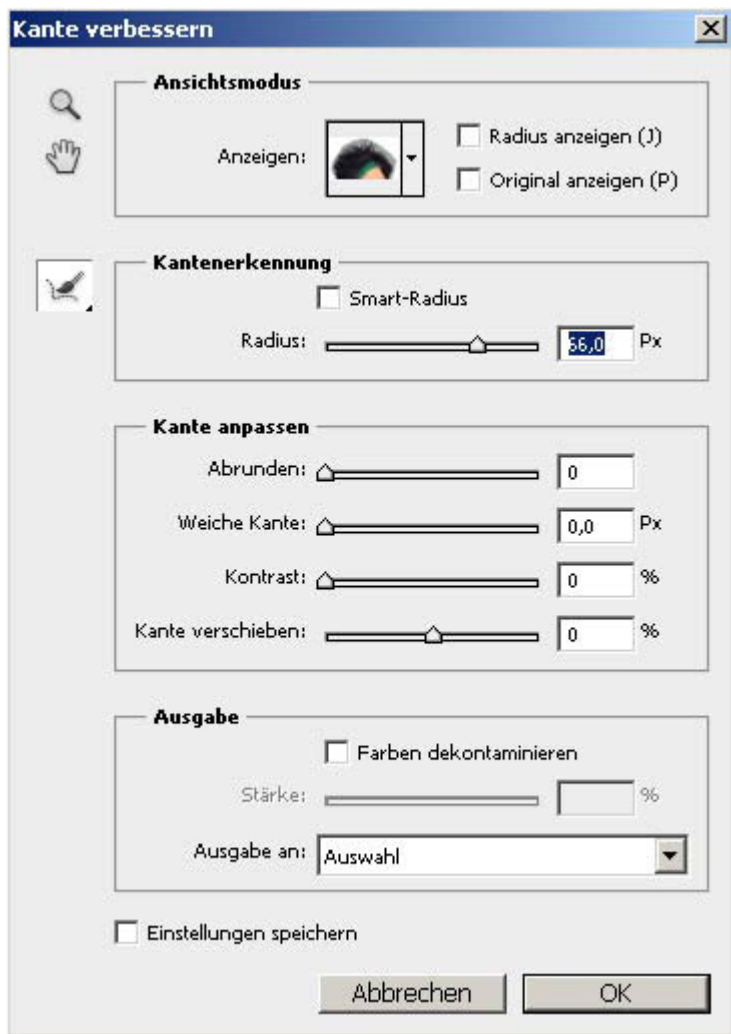 Kante verbessern
Ansichtsmodus
Anzeigen:
Radius anzeigen (J)
Original anzeigen (P)
Kantenerkennung
Smart-Radius
Radius: 66,0 Px
Kante anpassen
Abrunden: 0
Weiche Kante: 0,0 Px
Kontrast: 0 %
Kante verschieben: 0 %
Ausgabe
Farben dekontaminieren
Stärke: %
Ausgabe an: Auswahl
Einstellungen speichern
Abbrechen OK